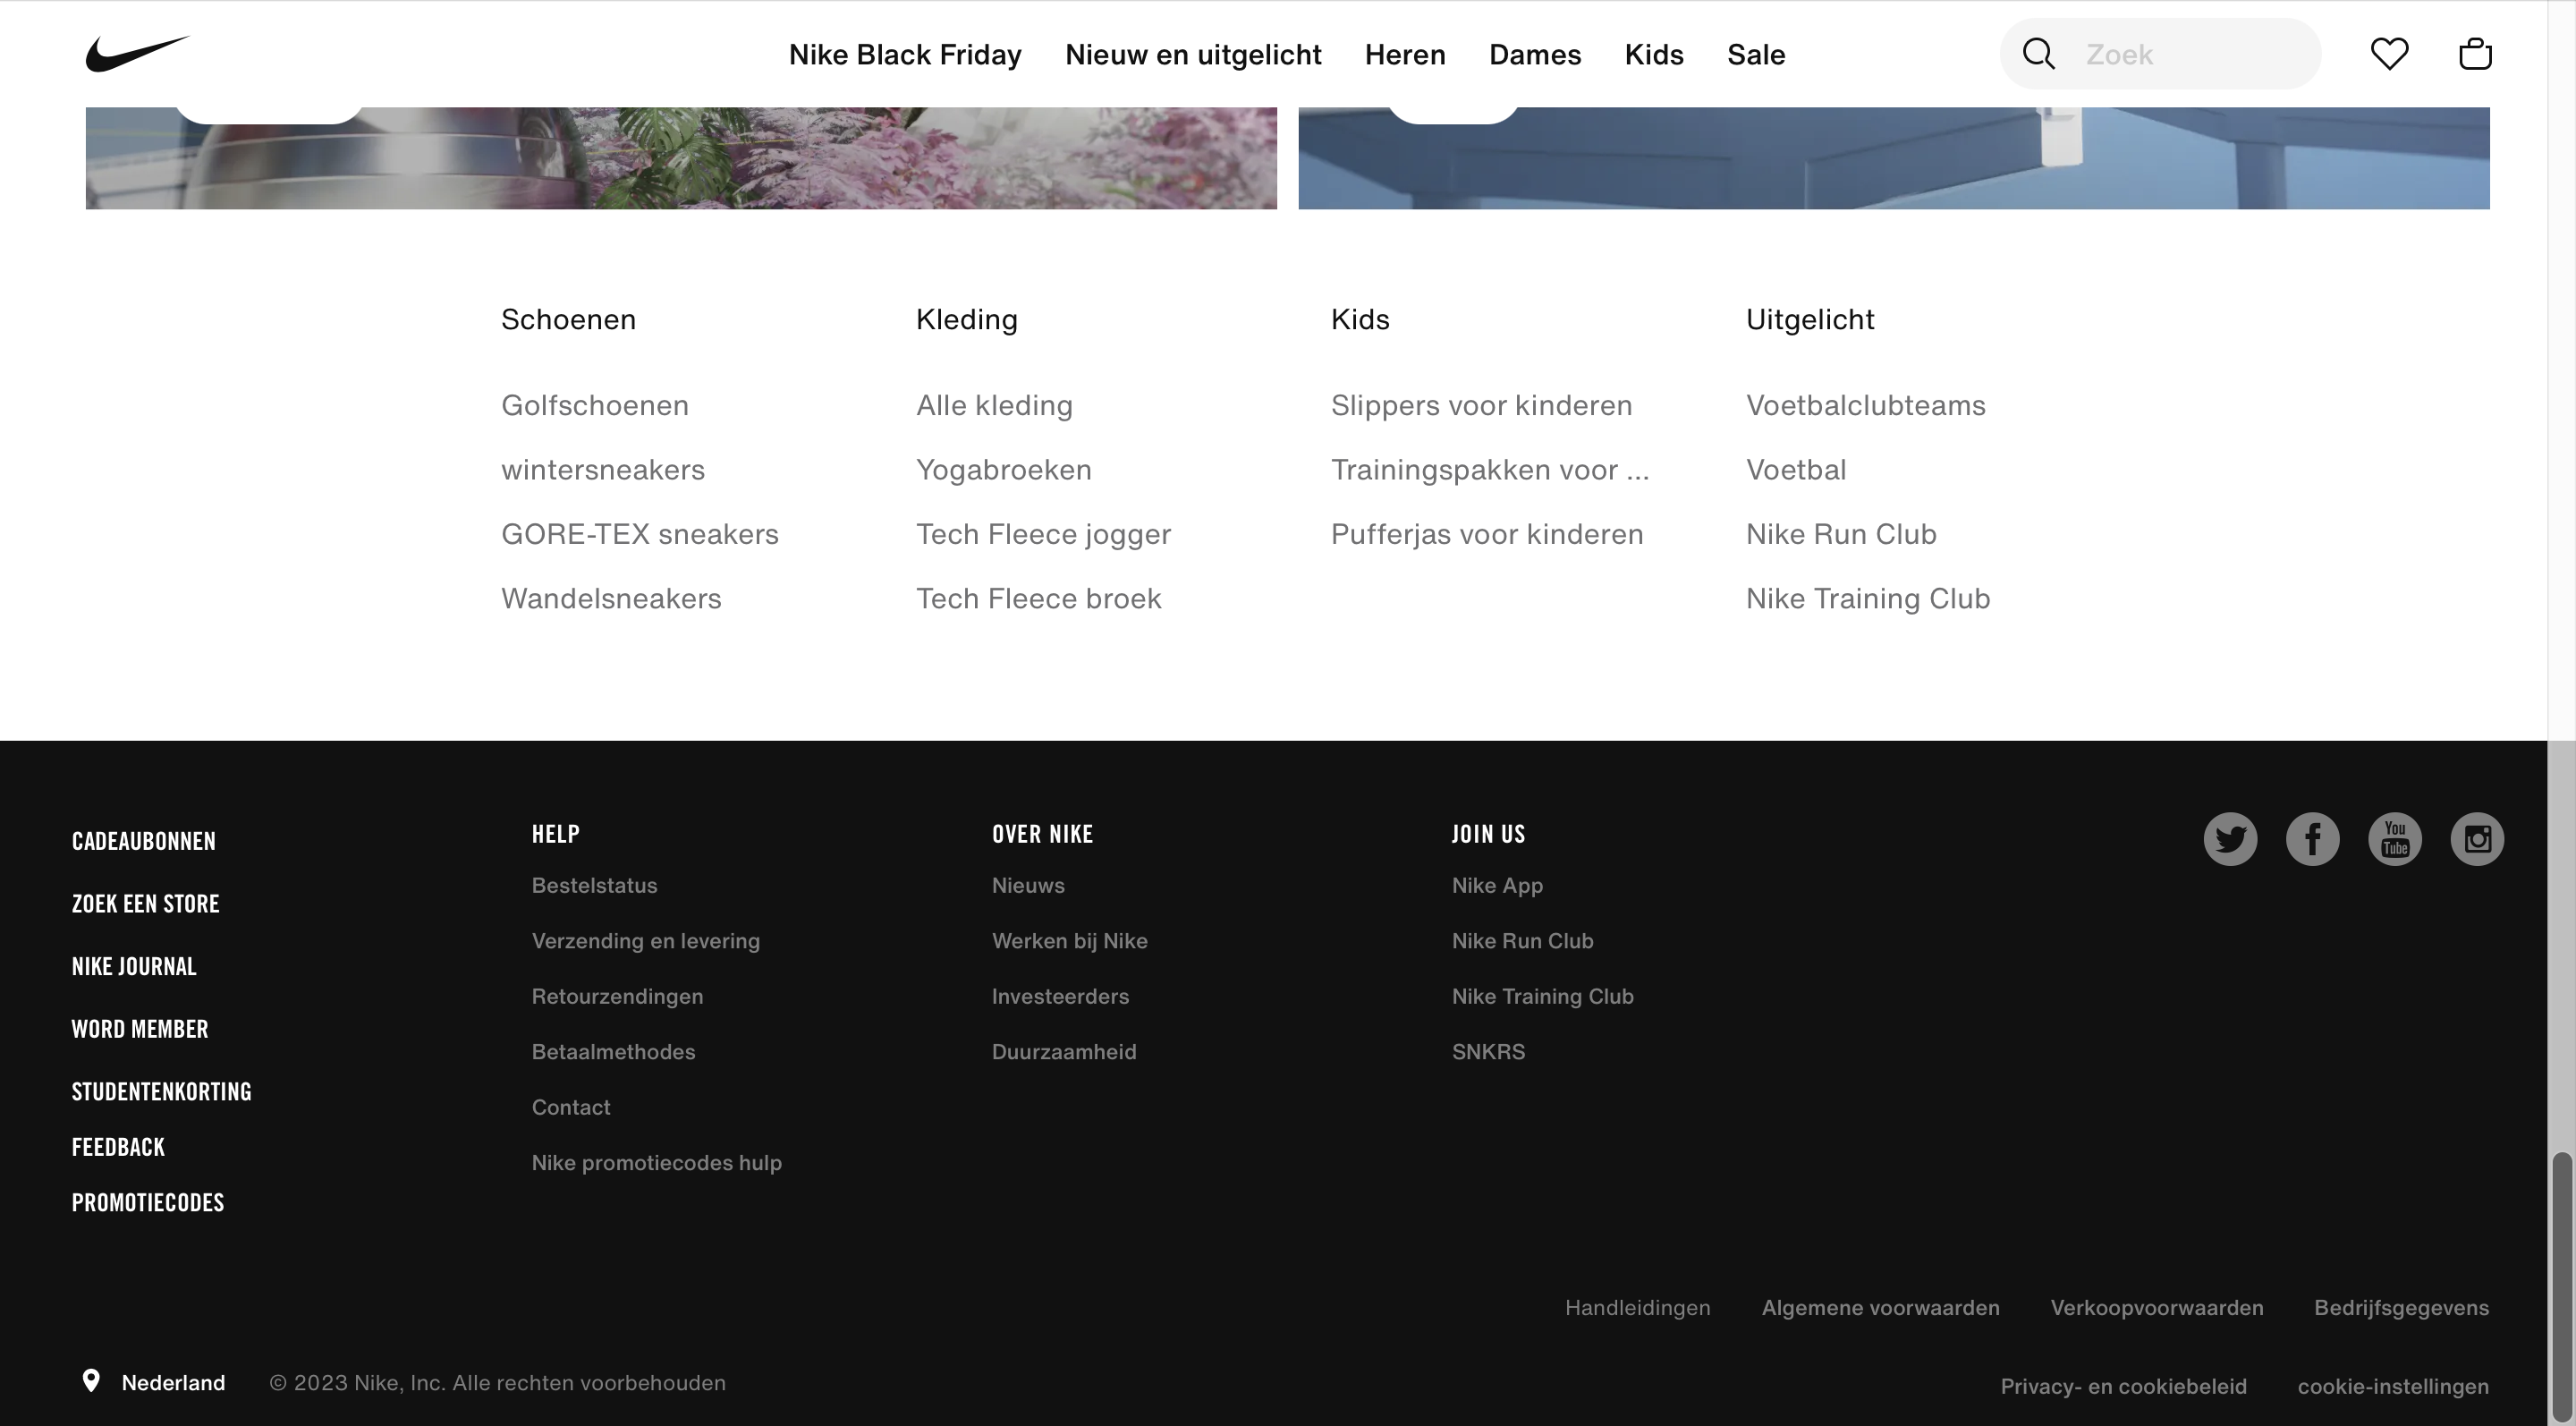 Nike Black Friday
Nieuw en uitgelicht
Heren
Dames
Kids
Sale
Zoek
Schoenen
Golfschoenen
wintersneakers
GORE-TEX sneakers
Wandelsneakers
Kleding
Alle kleding
Yogabroeken
Tech Fleece jogger
Tech Fleece broek
Kids
Slippers voor kinderen
Trainingspakken voor ...
Pufferjas voor kinderen
Uitgelicht
Voetbalclubteams
Voetbal
Nike Run Club
Nike Training Club
CADEAUBONNEN
ZOEK EEN STORE
NIKE JOURNAL
WORD MEMBER
STUDENTENKORTING
FEEDBACK
PROMOTIECODES
HELP
Bestelstatus
Verzending en levering
Retourzendingen
Betaalmethodes
Contact
Nike promotiecodes hulp
OVER NIKE
Nieuws
Werken bij Nike
Investeerders
Duurzaamheid
JOIN US
Nike App
Nike Run Club
Nike Training Club
SNKRS
You
Tube
Handleidingen
Algemene voorwaarden
Verkoopvoorwaarden
Bedrijfsgegevens
Nederland
© 2023 Nike, Inc. Alle rechten voorbehouden
Privacy- en cookiebeleid
cookie-instellingen